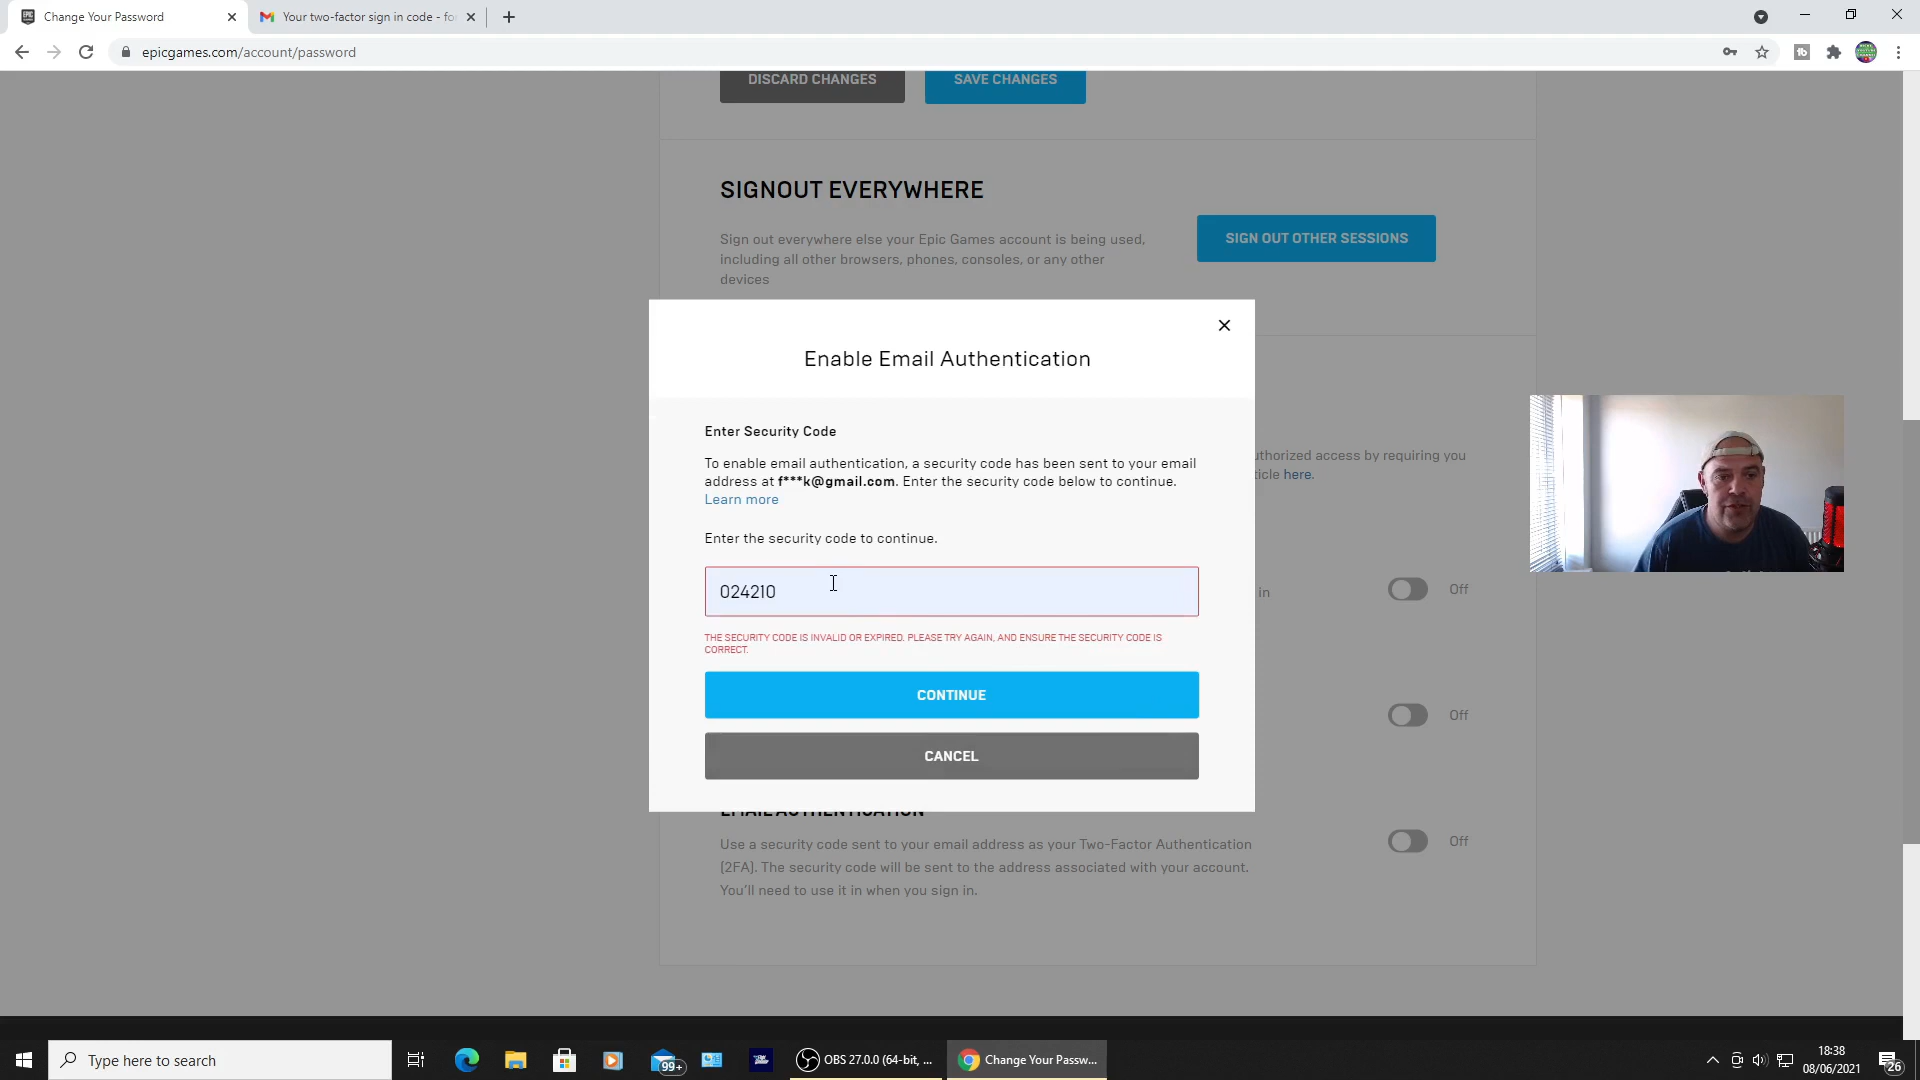 Change Your Password
Your two-factor sign in code - fo
epicgames.com/account/password
DISCARD CHANGES
SAVE CHANGES
SIGNOUT EVERYWHERE
Sign out everywhere else your Epic Games account is being used,
including all other browsers, phones, consoles, or any other
devices
SIGN OUT OTHER SESSIONS
Enable Email Authentication
Enter Security Code
To enable email authentication, a security code has been sent to your email
address at f***k@gmail.com. Enter the security code below to continue.
Learn more
Enter the security code to continue.
024210
THE SECURITY CODE IS INVALID OR EXPIRED. PLEASE TRY AGAIN, AND ENSURE THE SECURITY CODE IS
CORRECT.
CONTINUE
CANCEL
uthorized access by requiring you
ticle here.
in
Off
Off
EMAIL AUTHENTICATION
Use a security code sent to your email address as your Two-Factor Authentication
(2FA). The security code will be sent to the address associated with your account.
You'll need to use it in when you sign in.
Off
Type here to search
99+
OBS 27.0.0 (64-bit, ...
Change Your Passw...
18:38
08/06/2021
26